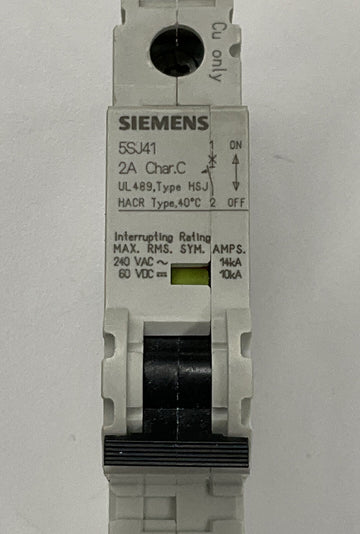 Cu only
SIEMENS
5SJ41
2A Char.C
UL489,Type HSJ
HACR Type,40°C
1 ON
2 OFF
Interrupting Rating
MAX. RMS. SYM. AMPS.
240 VAC ~ 14kA
60 VDC ⎓ 10kA